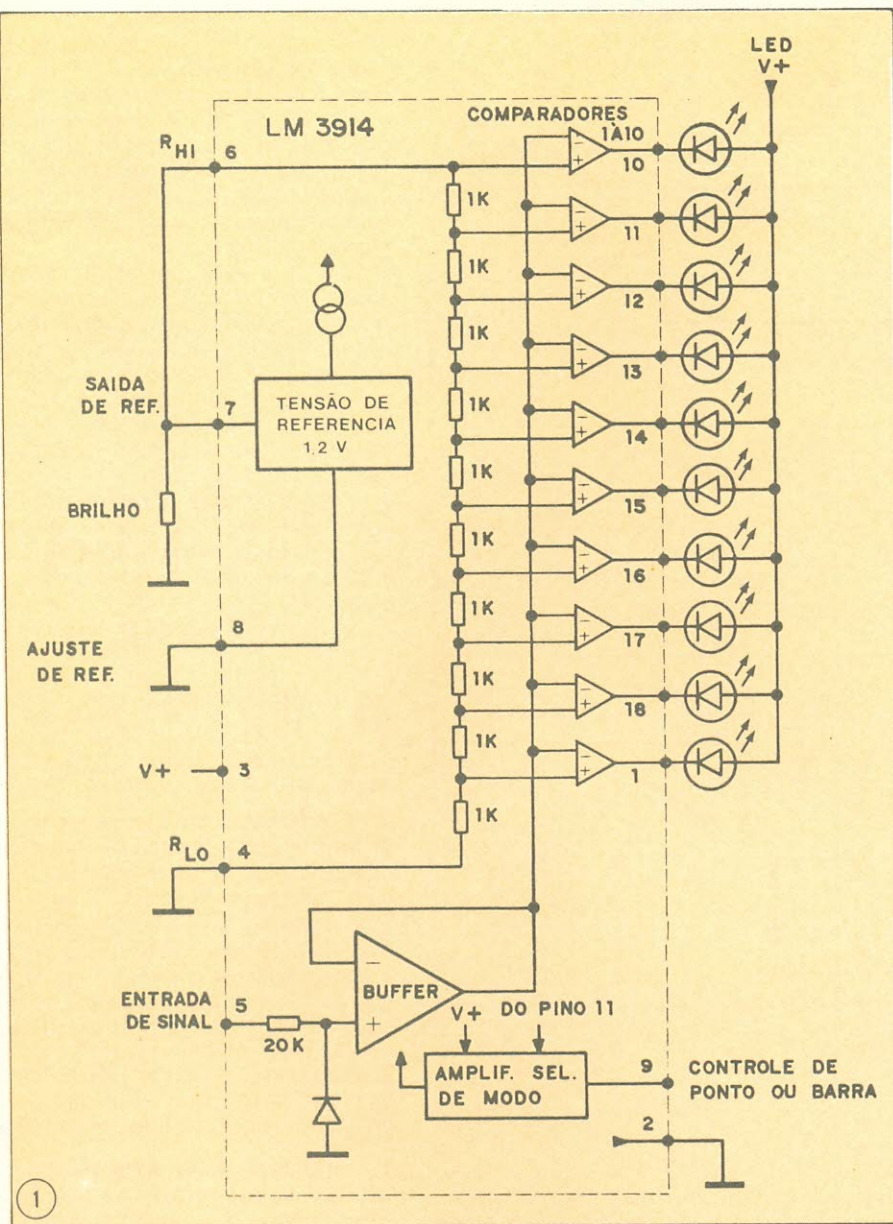 LED
V+
LM 3914
COMPARADORES
1À10
R HI
6
10
1K
11
1K
12
1K
13
1K
SAIDA
DE REF.
7
TENSÃO DE
REFERENCIA
1,2 V
14
1K
15
BRILHO
1K
16
1K
17
8
1K
AJUSTE
DE REF.
18
1K
V+
3
1
1K
R LO
4
ENTRADA
DE SINAL
5
20K
BUFFER
V+
DO PINO 11
AMPLIF. SEL.
DE MODO
9
CONTROLE DE
PONTO OU BARRA
2
1